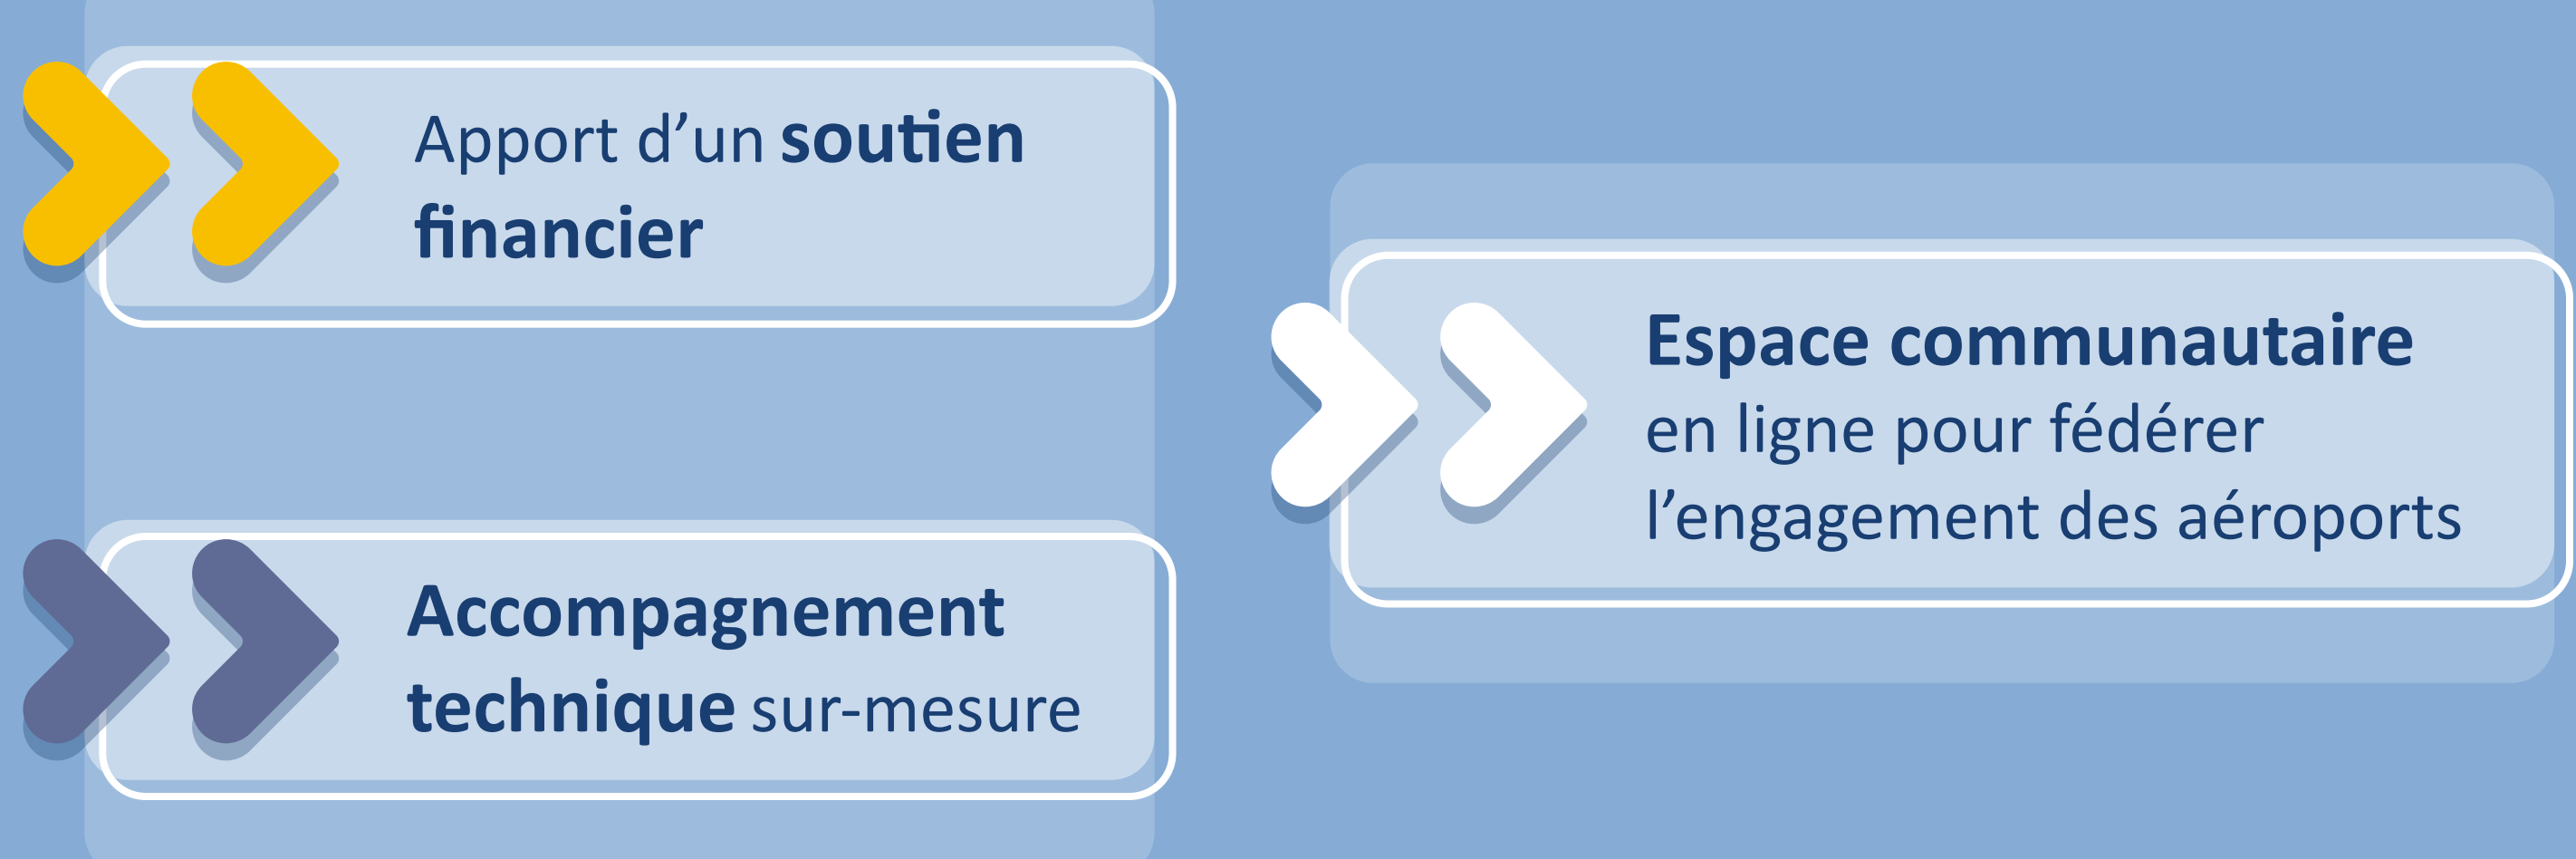 Apport d’un soutien
financier
Accompagnement
technique sur-mesure
Espace communautaire
en ligne pour fédérer
l’engagement des aéroports